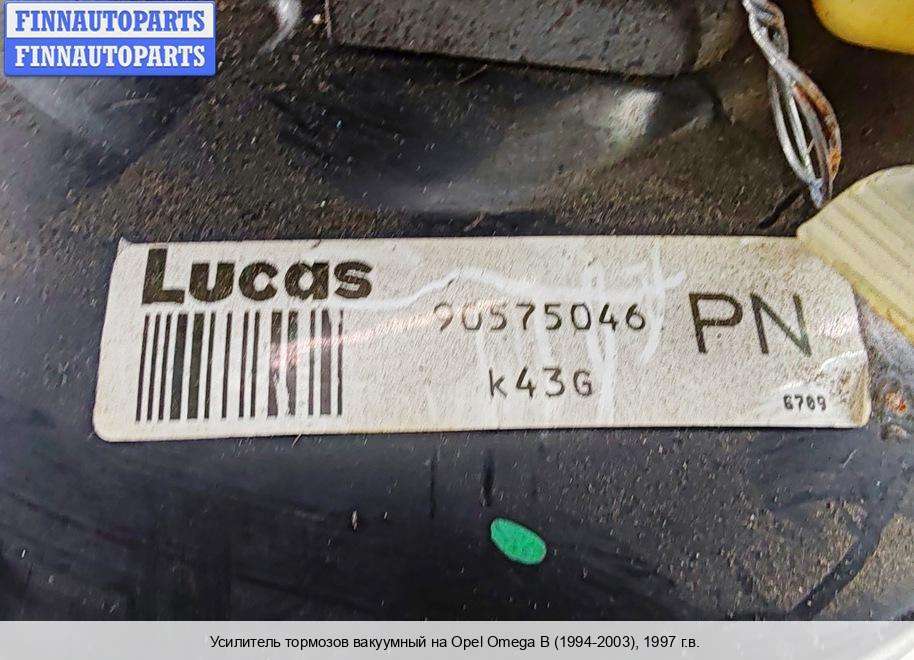 FINNAUTOPARTS
FINNAUTOPARTS
Lucas
90575046 PN
k43G
6709
Усилитель тормозов вакуумный на Opel Omega B (1994-2003), 1997 г.в.